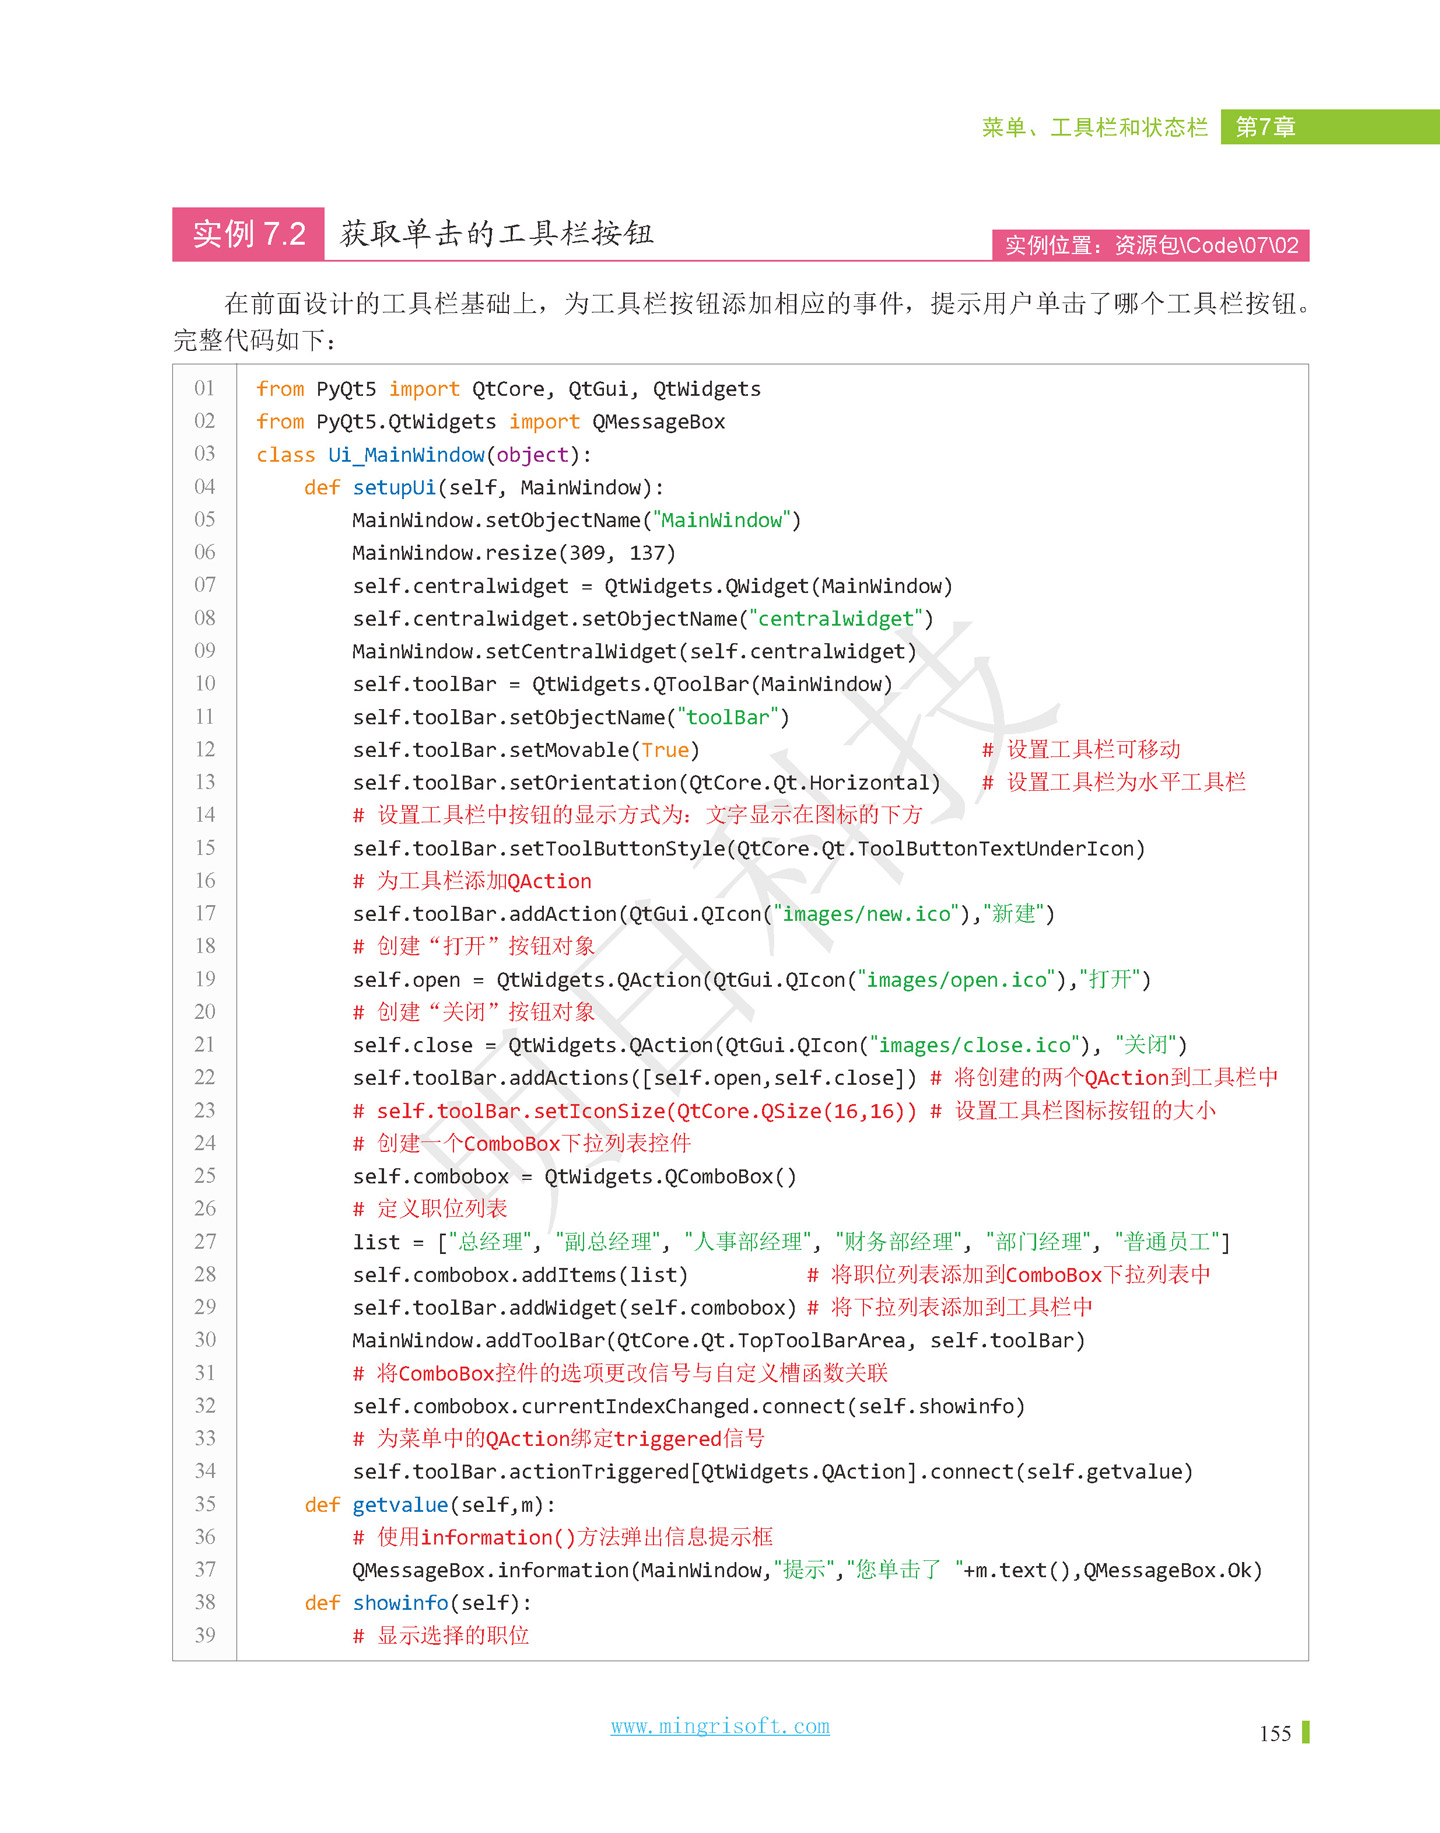 菜单、工具栏和状态栏 第7章
实例 7.2 获取单击的工具栏按钮
实例位置：资源包\Code\07\02
在前面设计的工具栏基础上，为工具栏按钮添加相应的事件，提示用户单击了哪个工具栏按钮。
完整代码如下：
01 from PyQt5 import QtCore, QtGui, QtWidgets
02 from PyQt5.QtWidgets import QMessageBox
03 class Ui_MainWindow(object):
04     def setupUi(self, MainWindow):
05         MainWindow.setObjectName("MainWindow")
06         MainWindow.resize(309, 137)
07         self.centralwidget = QtWidgets.QWidget(MainWindow)
08         self.centralwidget.setObjectName("centralwidget")
09         MainWindow.setCentralWidget(self.centralwidget)
10         self.toolBar = QtWidgets.QToolBar(MainWindow)
11         self.toolBar.setObjectName("toolBar")
12         self.toolBar.setMovable(True) # 设置工具栏可移动
13         self.toolBar.setOrientation(QtCore.Qt.Horizontal) # 设置工具栏为水平工具栏
14         # 设置工具栏中按钮的显示方式为：文字显示在图标的下方
15         self.toolBar.setToolButtonStyle(QtCore.Qt.ToolButtonTextUnderIcon)
16         # 为工具栏添加QAction
17         self.toolBar.addAction(QtGui.QIcon("images/new.ico"),"新建")
18         # 创建“打开”按钮对象
19         self.open = QtWidgets.QAction(QtGui.QIcon("images/open.ico"),"打开")
20         # 创建“关闭”按钮对象
21         self.close = QtWidgets.QAction(QtGui.QIcon("images/close.ico"), "关闭")
22         self.toolBar.addActions([self.open,self.close]) # 将创建的两个QAction到工具栏中
23         # self.toolBar.setIconSize(QtCore.QSize(16,16)) # 设置工具栏图标按钮的大小
24         # 创建一个ComboBox下拉列表控件
25         self.combobox = QtWidgets.QComboBox()
26         # 定义职位列表
27         list = ["总经理", "副总经理", "人事部经理", "财务部经理", "部门经理", "普通员工"]
28         self.combobox.addItems(list) # 将职位列表添加到ComboBox下拉列表中
29         self.toolBar.addWidget(self.combobox) # 将下拉列表添加到工具栏中
30         MainWindow.addToolBar(QtCore.Qt.TopToolBarArea, self.toolBar)
31         # 将ComboBox控件的选项更改信号与自定义槽函数关联
32         self.combobox.currentIndexChanged.connect(self.showinfo)
33         # 为菜单中的QAction绑定triggered信号
34         self.toolBar.actionTriggered[QtWidgets.QAction].connect(self.getvalue)
35     def getvalue(self,m):
36         # 使用information()方法弹出信息提示框
37         QMessageBox.information(MainWindow,"提示","您单击了 "+m.text(),QMessageBox.Ok)
38     def showinfo(self):
39         # 显示选择的职位
明日科技
www.mingrisoft.com
155